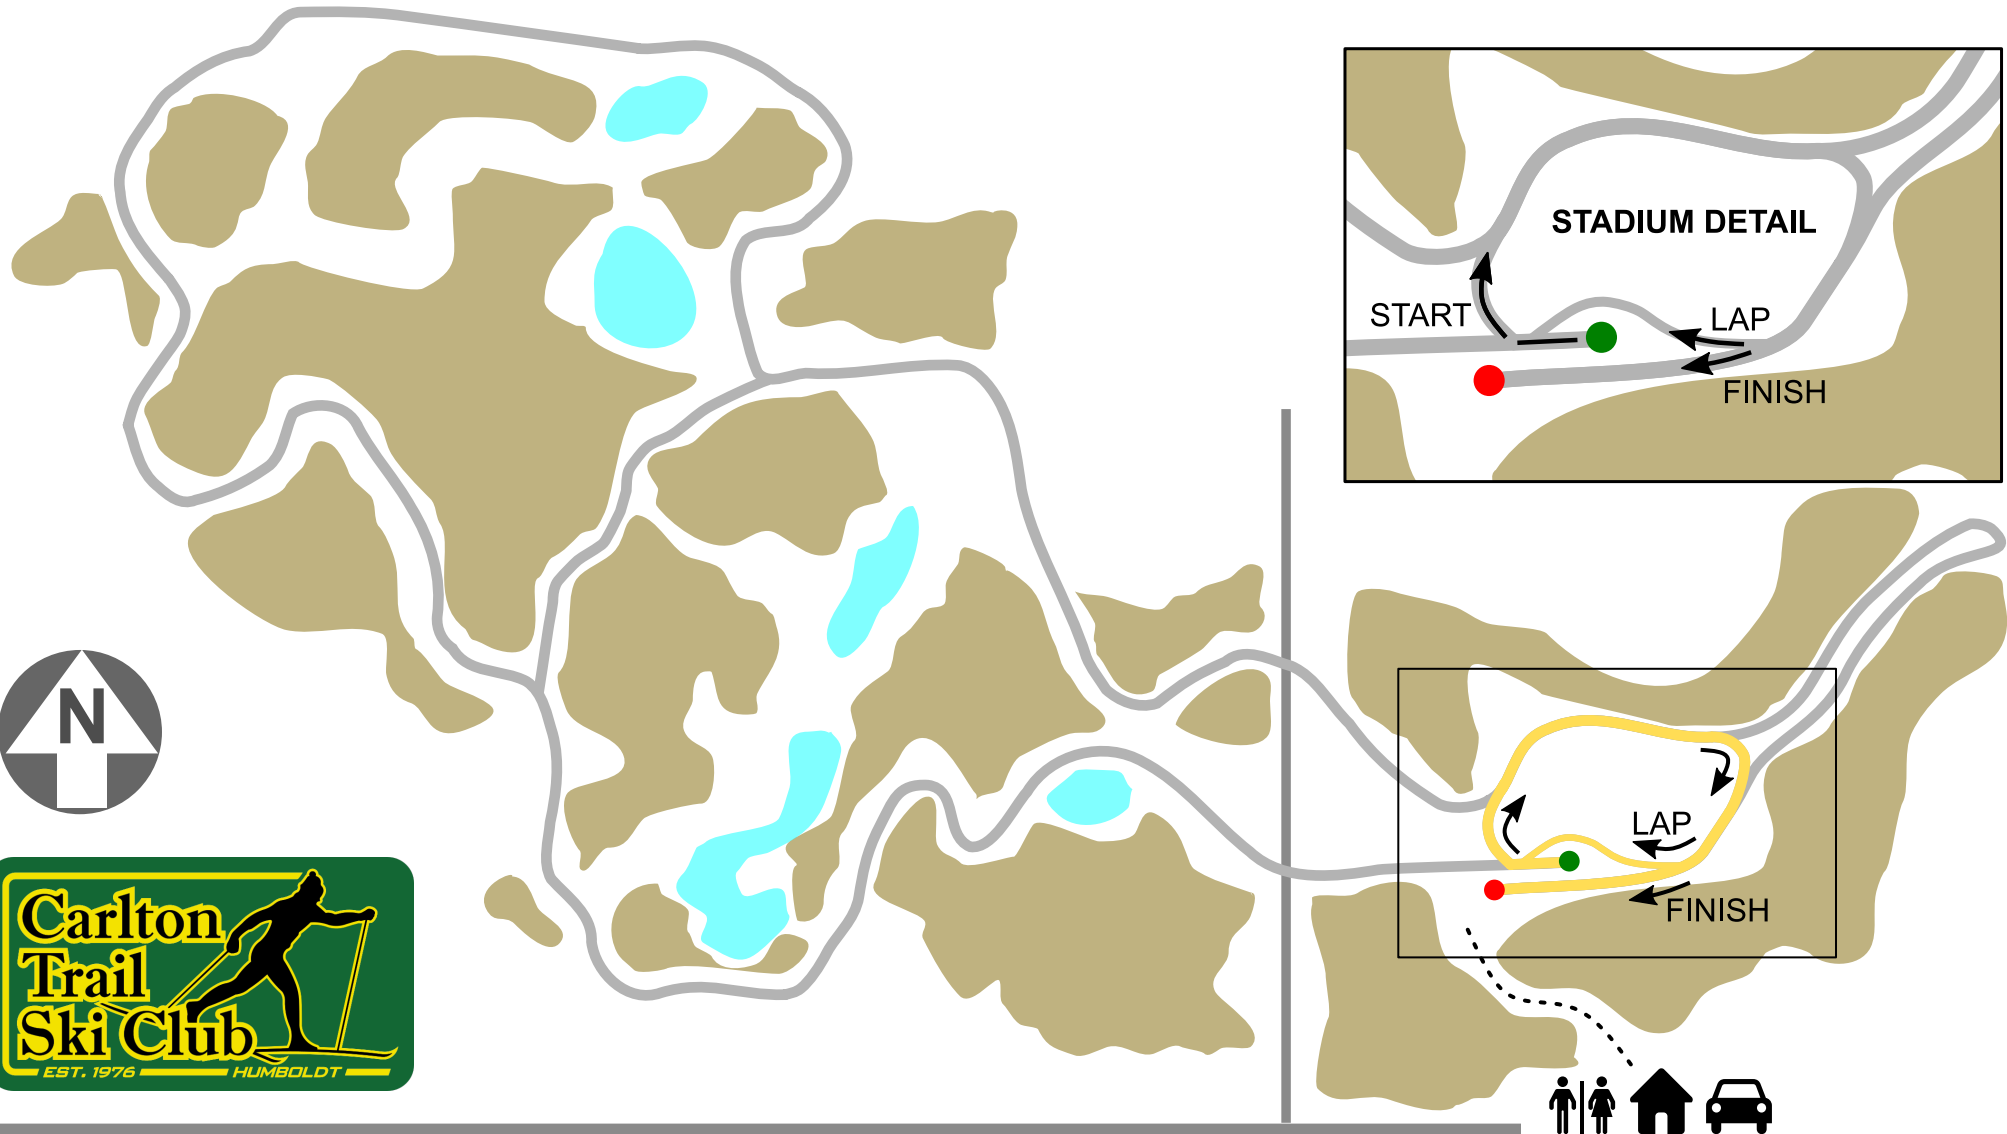 STADIUM DETAIL
START
LAP
FINISH
N
LAP
FINISH
Carlton
Trail
Ski Club
EST. 1976
HUMBOLDT